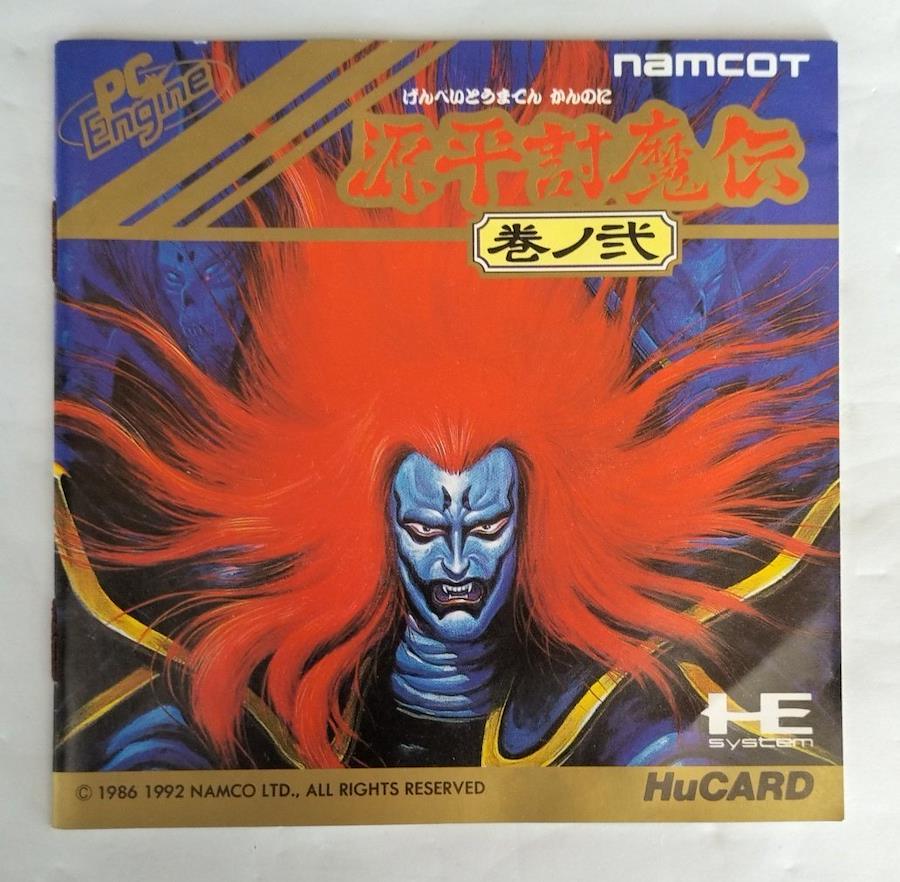 PC Engine
namcot
げんぺいとうまでん かんのに
源平討魔伝
巻ノ弐
HE
system
© 1986 1992 NAMCO LTD., ALL RIGHTS RESERVED
HuCARD